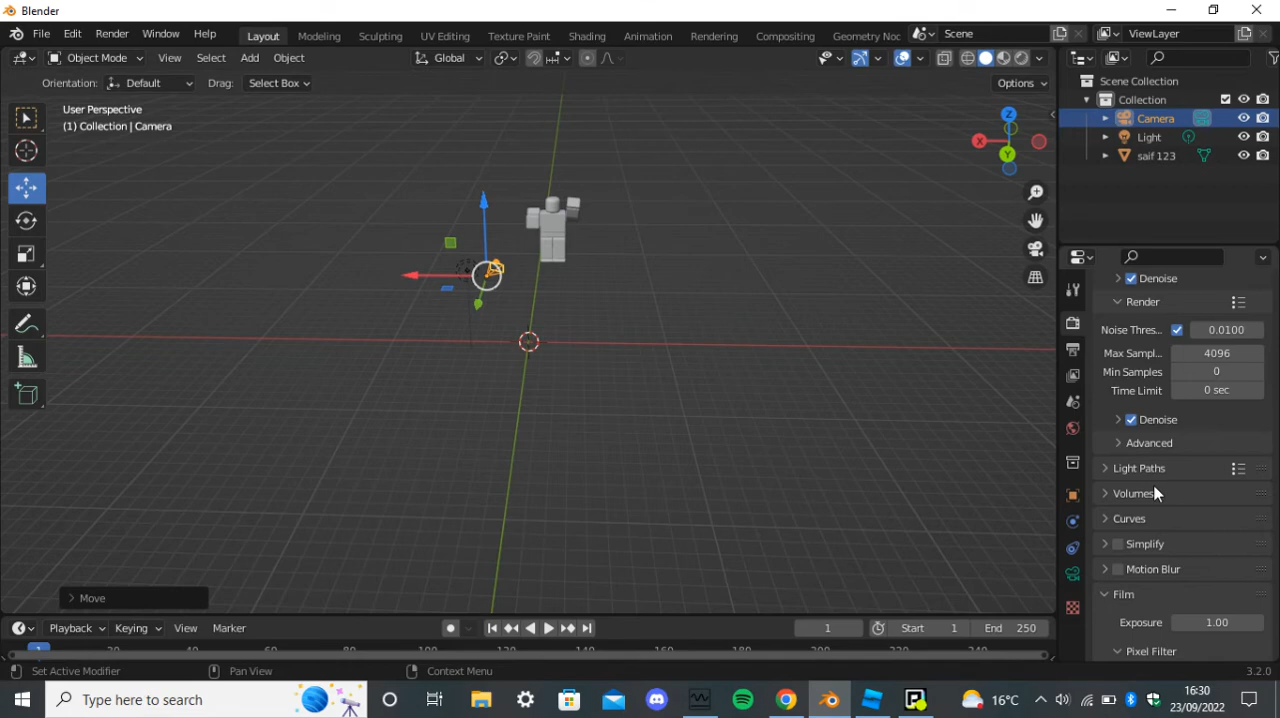 Blender
File Edit Render Window Help Layout Modeling Sculpting UV Editing Texture Paint Shading Animation Rendering Compositing Geometry Noc Scene ViewLayer
Object Mode View Select Add Object Global
Orientation: Default Drag: Select Box Options
User Perspective
(1) Collection | Camera
Z
X
Y
Scene Collection
Collection
Camera
Light
saif 123
Denoise
Render
Noise Thres... 0.0100
Max Sampl... 4096
Min Samples 0
Time Limit 0 sec
Denoise
Advanced
Light Paths
Volumes
Curves
Simplify
Motion Blur
Film
Exposure 1.00
Pixel Filter
Move
Playback Keying View Marker 1 Start 1 End 250
Set Active Modifier Pan View Context Menu 3.2.0
Type here to search 16°C 16:30
23/09/2022